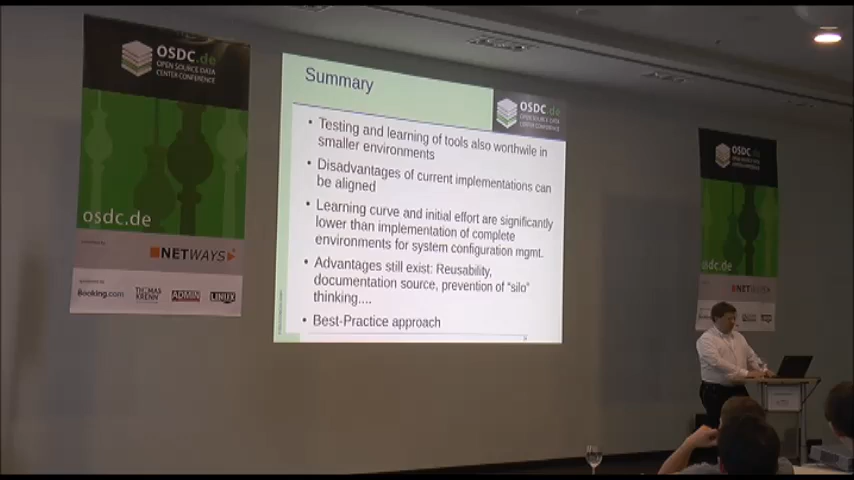 OSDC.de
OPEN SOURCE DATA
CENTER CONFERENCE
osdc.de
NETWAYS
Booking.com
THOMAS
KRENN
ADMIN
LINUX
Summary
OSDC.de
OPEN SOURCE DATA
CENTER CONFERENCE
• Testing and learning of tools also worthwile in
smaller environments
• Disadvantages of current implementations can
be aligned
• Learning curve and initial effort are significantly
lower than implementation of complete
environments for system configuration mgmt.
• Advantages still exist: Reusability,
documentation source, prevention of “silo”
thinking....
• Best-Practice approach
OSDC.de
osdc.de
NETWAYS